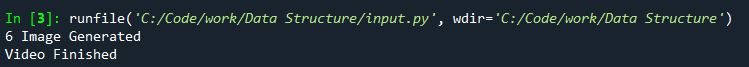 In [3]: runfile('C:/Code/work/Data Structure/input.py', wdir='C:/Code/work/Data Structure')
6 Image Generated
Video Finished